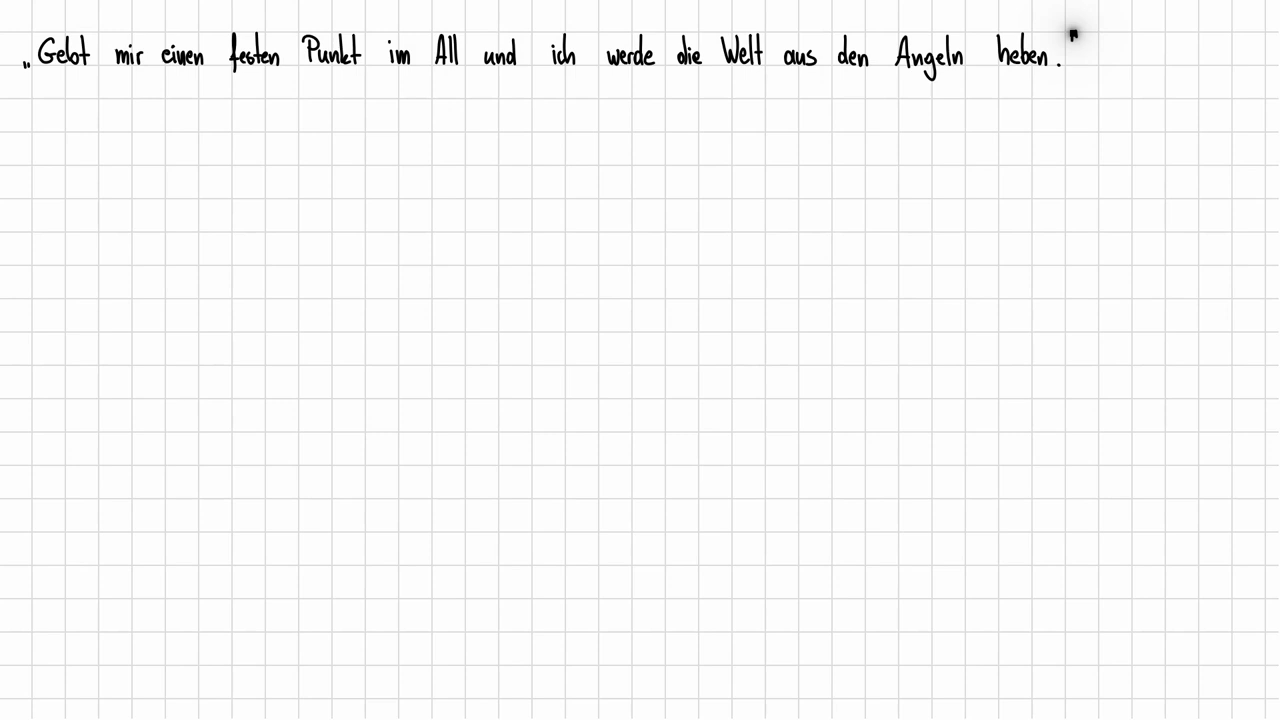 „Gebt mir einen festen Punkt im All und ich werde die Welt aus den Angeln heben."